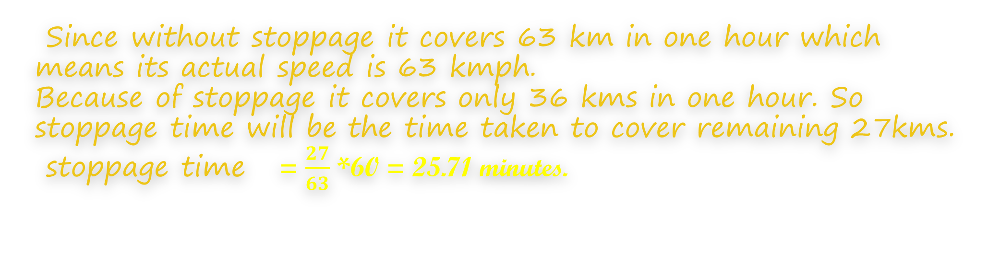 Since without stoppage it covers 63 km in one hour which
means its actual speed is 63 kmph.
Because of stoppage it covers only 36 kms in one hour. So
stoppage time will be the time taken to cover remaining 27kms.
stoppage time = 27/63 *60 = 25.71 minutes.